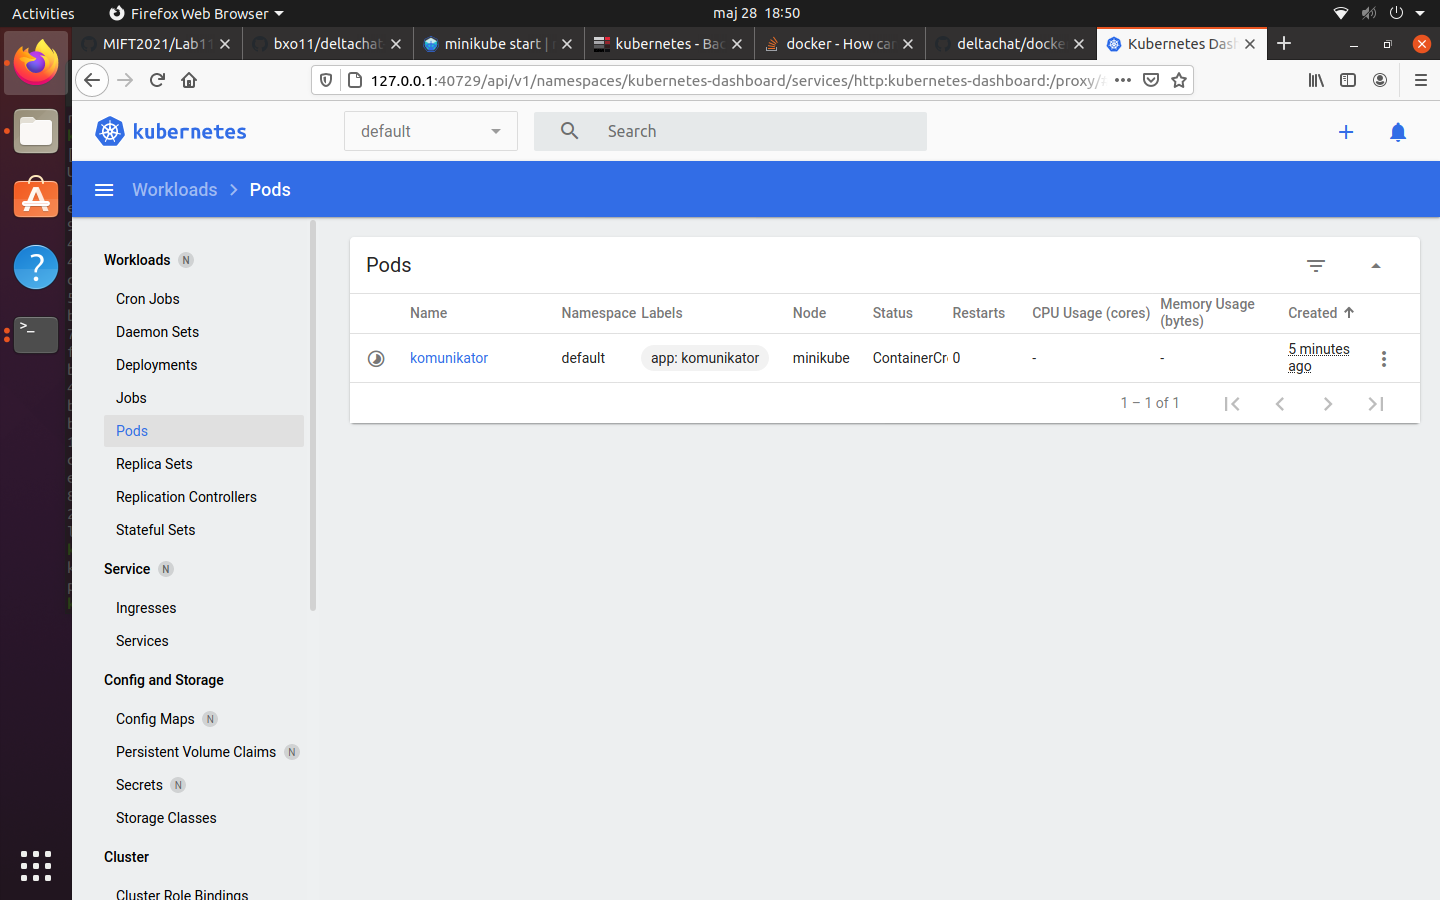 Activities Firefox Web Browser maj 28 18:50
MIFT2021/Lab11 bxo11/deltachat minikube start | kubernetes - Bac docker - How can deltachat/docke Kubernetes Dash
127.0.0.1:40729/api/v1/namespaces/kubernetes-dashboard/services/http:kubernetes-dashboard:/proxy/
kubernetes default Search
Workloads > Pods
Workloads N
Cron Jobs
Daemon Sets
Deployments
Jobs
Pods
Replica Sets
Replication Controllers
Stateful Sets
Service N
Ingresses
Services
Config and Storage
Config Maps N
Persistent Volume Claims N
Secrets N
Storage Classes
Cluster
Cluster Role Bindings
Pods
Name Namespace Labels Node Status Restarts CPU Usage (cores) Memory Usage (bytes) Created
komunikator default app: komunikator minikube ContainerCr 0 - - 5 minutes ago
1 – 1 of 1